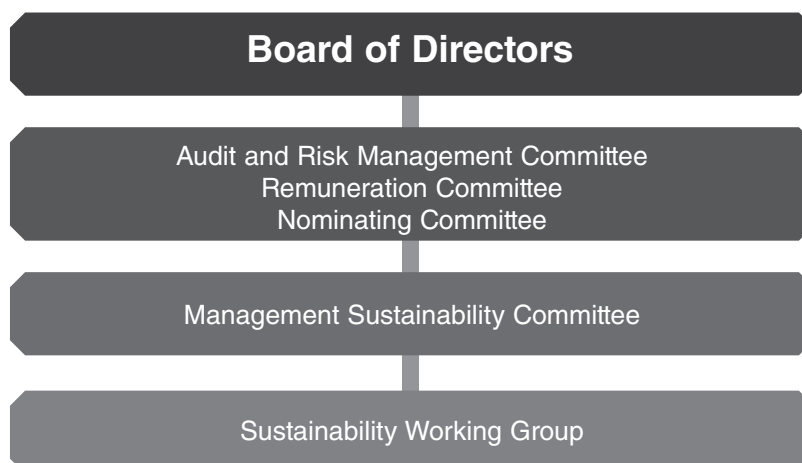 Board of Directors
Audit and Risk Management Committee
Remuneration Committee
Nominating Committee
Management Sustainability Committee
Sustainability Working Group